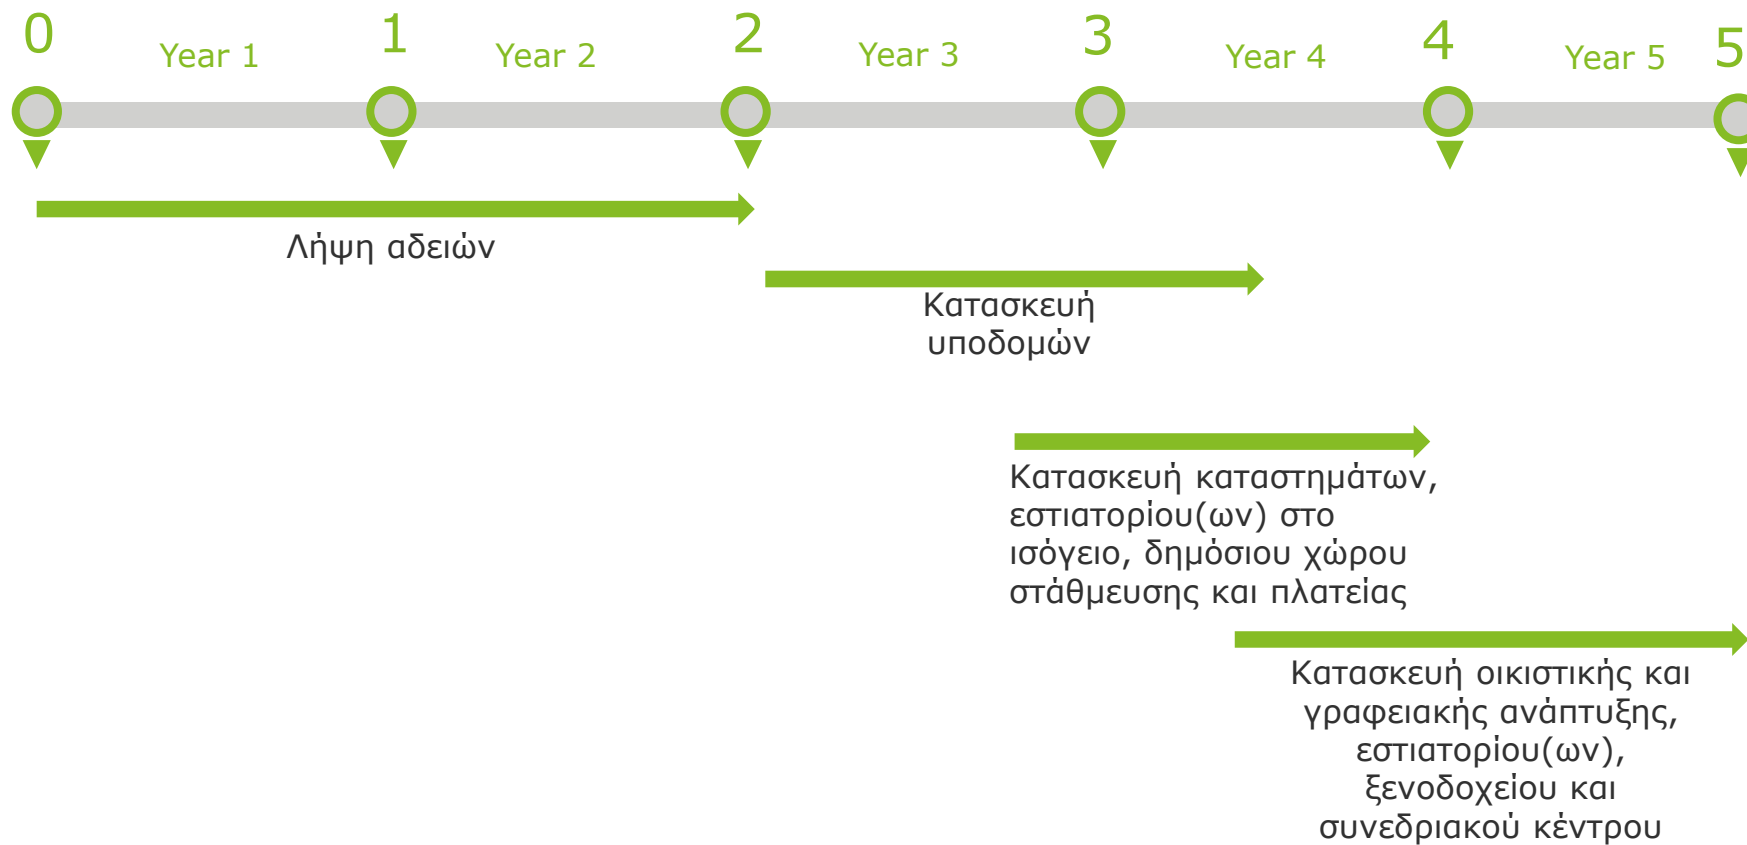 0 Year 1 1 Year 2 2 Year 3 3 Year 4 4 Year 5 5
Λήψη αδειών
Κατασκευή
υποδομών
Κατασκευή καταστημάτων,
εστιατορίου(ων) στο
ισόγειο, δημόσιου χώρου
στάθμευσης και πλατείας
Κατασκευή οικιστικής και
γραφειακής ανάπτυξης,
εστιατορίου(ων),
ξενοδοχείου και
συνεδριακού κέντρου